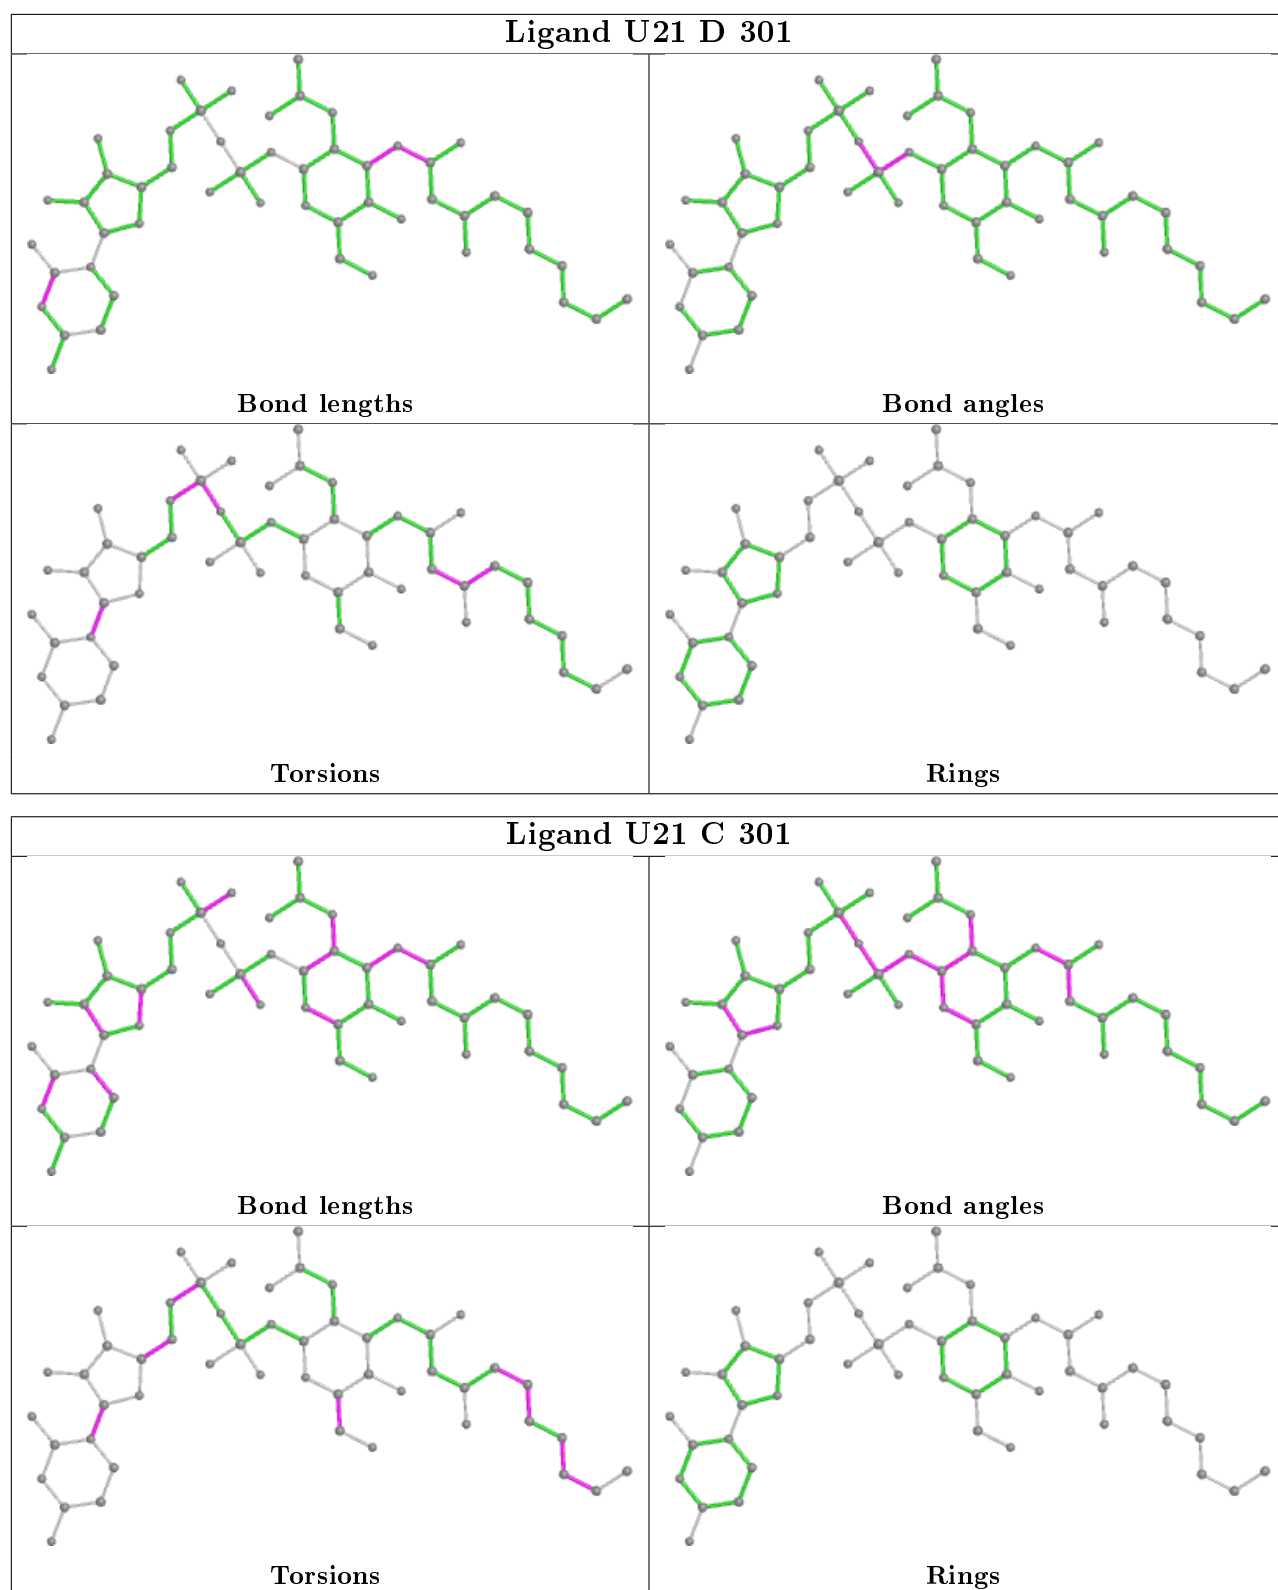 Ligand U21 D 301
Bond lengths
Bond angles
Torsions
Rings
Ligand U21 C 301
Bond lengths
Bond angles
Torsions
Rings